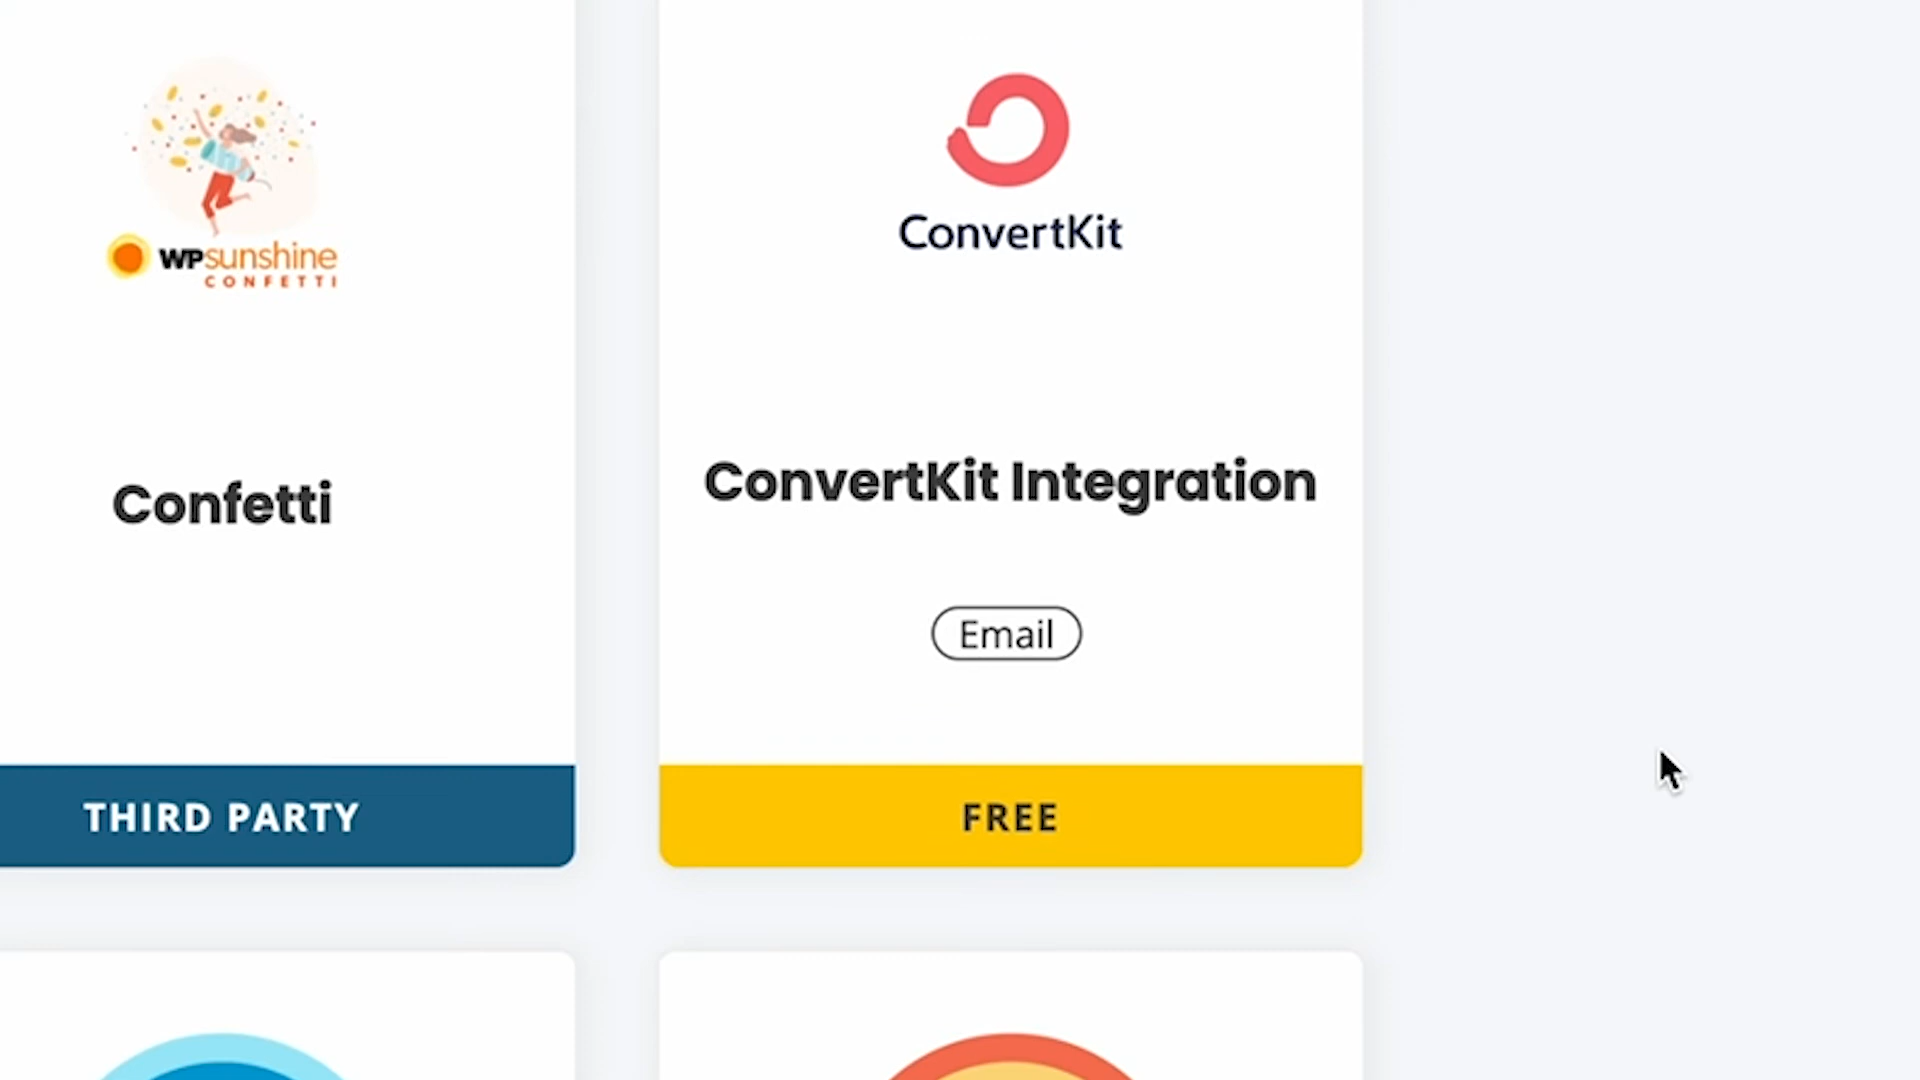 WPsunshine
CONFETTI
Confetti
THIRD PARTY
ConvertKit
ConvertKit Integration
Email
FREE